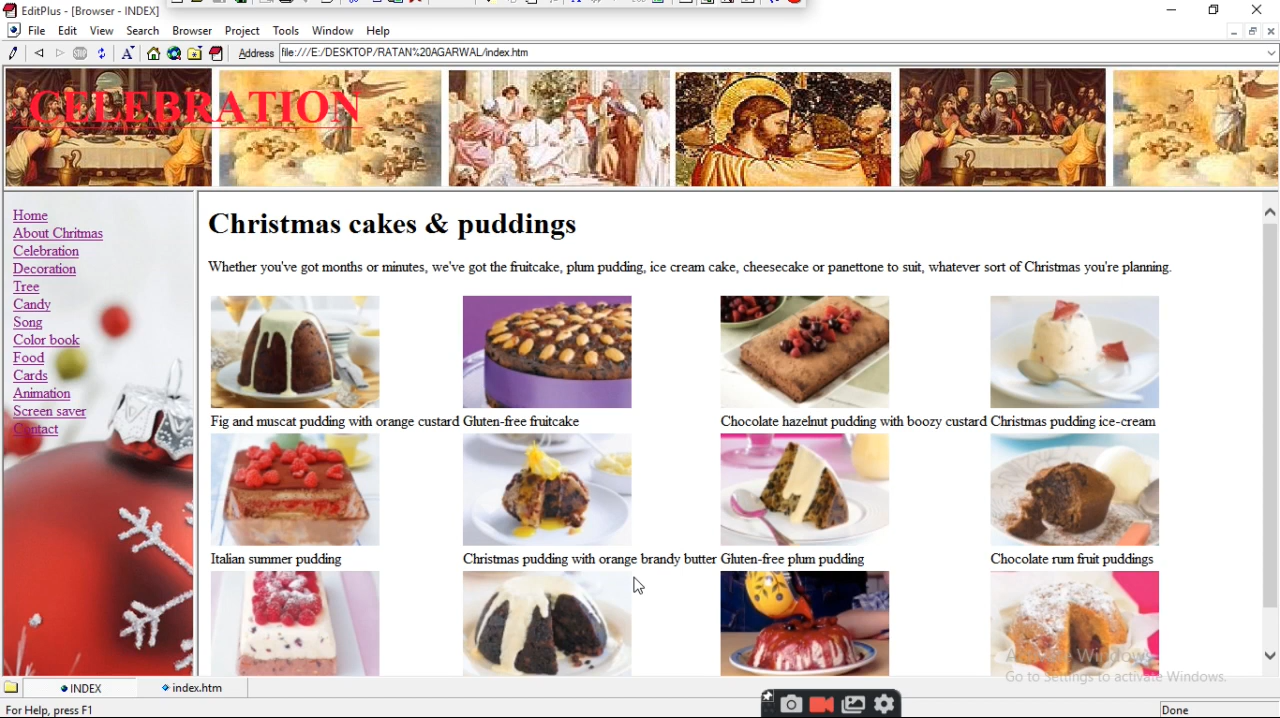 EditPlus - [Browser - INDEX]
File Edit View Search Browser Project Tools Window Help
Address file:///E:/DESKTOP/RATAN%20AGARWAL/index.htm
CELEBRATION
Home
About Chritmas
Celebration
Decoration
Tree
Candy
Song
Color book
Food
Cards
Animation
Screen saver
Contact
Christmas cakes & puddings
Whether you've got months or minutes, we've got the fruitcake, plum pudding, ice cream cake, cheesecake or panettone to suit, whatever sort of Christmas you're planning.
Fig and muscat pudding with orange custard Gluten-free fruitcake Chocolate hazelnut pudding with boozy custard Christmas pudding ice-cream
Italian summer pudding Christmas pudding with orange brandy butter Gluten-free plum pudding Chocolate rum fruit puddings
Activate Windows
Go to Settings to activate Windows.
INDEX index.htm
For Help, press F1 Done